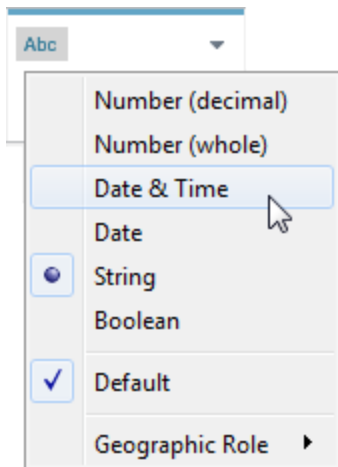 Abc
Number (decimal)
Number (whole)
Date & Time
Date
String
Boolean
Default
Geographic Role